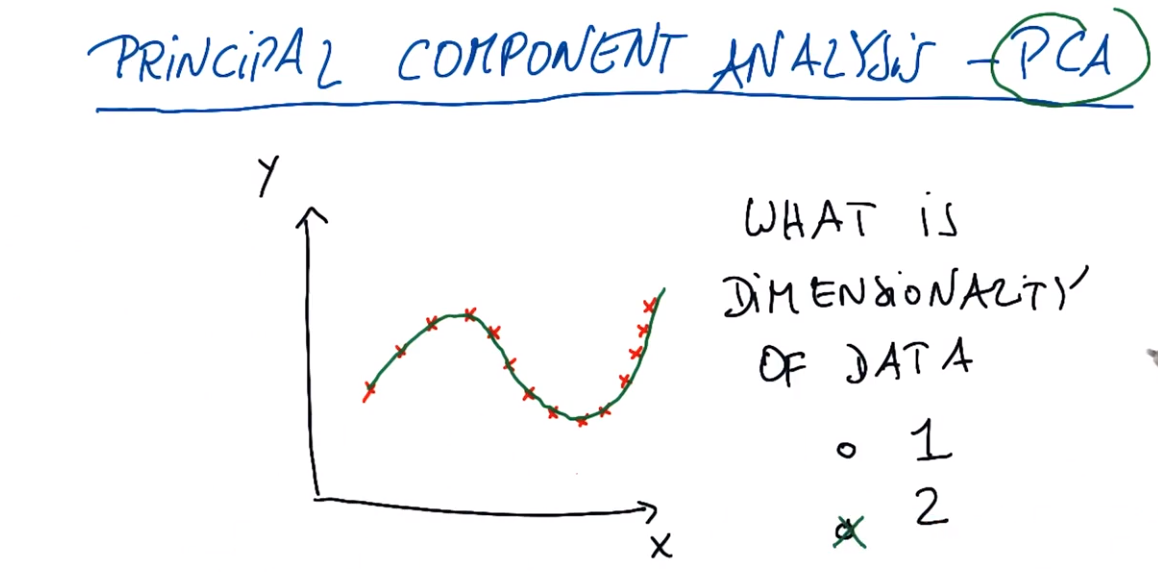 PRINCIPAL COMPONENT ANALYSIS - PCA
Y
WHAT IS
DIMENSIONALITY
OF DATA
1
2
X